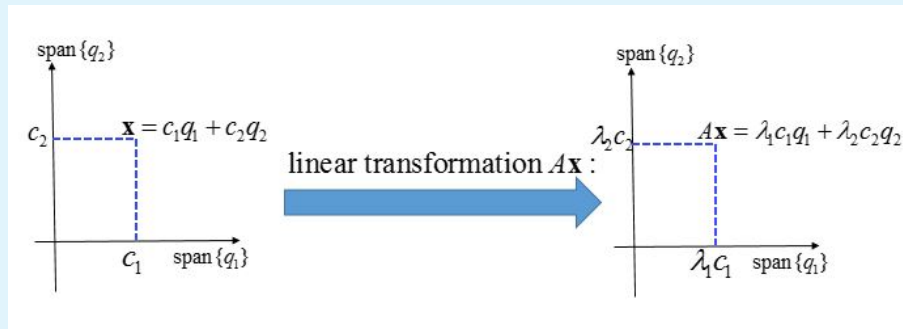 span{q₂}
c₂
x = c₁q₁ + c₂q₂
c₁
span{q₁}
linear transformation Ax :
span{q₂}
λ₂c₂
Ax = λ₁c₁q₁ + λ₂c₂q₂
λ₁c₁
span{q₁}